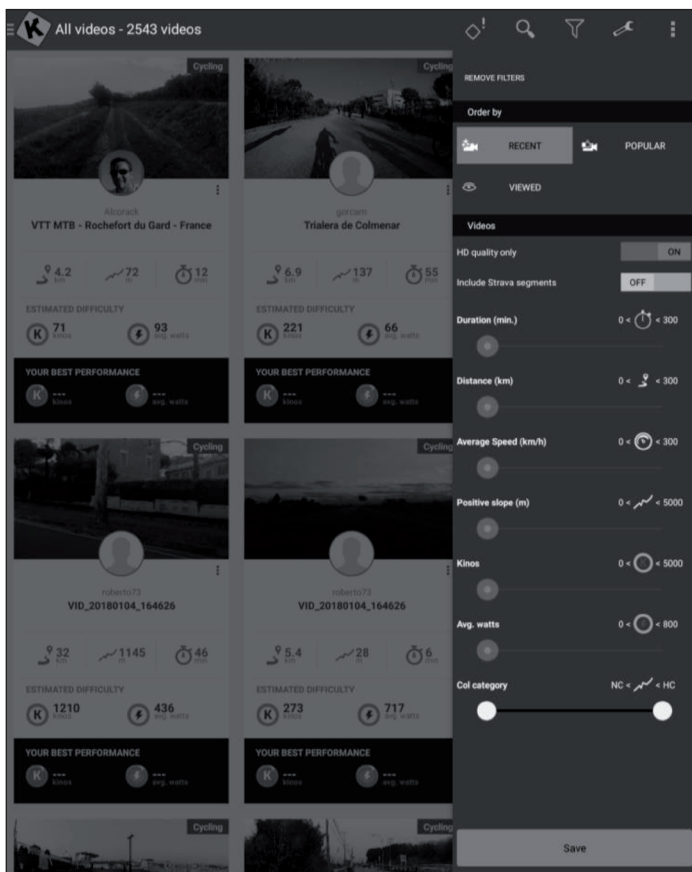 K All videos - 2543 videos
Cycling
Alcorack
VTT MTB - Rochefort du Gard - France
4.2 km 72 m 12 min
ESTIMATED DIFFICULTY
K 71 kinos 93 avg. watts
YOUR BEST PERFORMANCE
K --- kinos --- avg. watts
Cycling
gorcam
Trialera de Colmenar
6.9 km 137 m 55 min
ESTIMATED DIFFICULTY
K 221 kinos 66 avg. watts
YOUR BEST PERFORMANCE
K --- kinos --- avg. watts
Cycling
roberto73
VID_20180104_164626
32 km 1145 m 46 min
ESTIMATED DIFFICULTY
K 1210 kinos 436 avg. watts
YOUR BEST PERFORMANCE
K --- kinos --- avg. watts
Cycling
roberto73
VID_20180104_164626
5.4 km 28 m 6 min
ESTIMATED DIFFICULTY
K 273 kinos 717 avg. watts
YOUR BEST PERFORMANCE
K --- kinos --- avg. watts
Cycling
Cycling
REMOVE FILTERS
Order by
RECENT POPULAR
VIEWED
Videos
HD quality only ON
Include Strava segments OFF
Duration (min.) 0 < < 300
Distance (km) 0 < < 300
Average Speed (km/h) 0 < < 300
Positive slope (m) 0 < < 5000
Kinos 0 < < 5000
Avg. watts 0 < < 800
Col category NC < < HC
Save